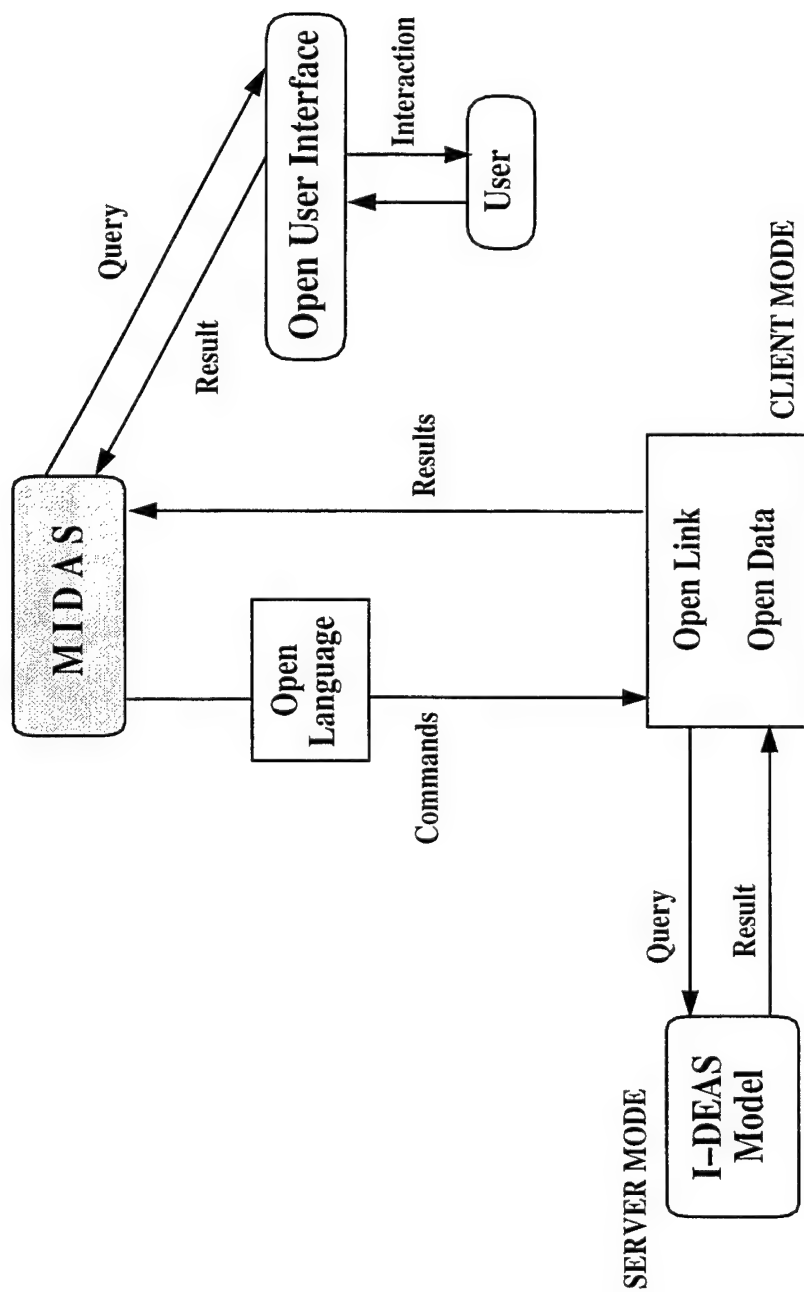 MIDAS
Query
Result
Open User Interface
Interaction
User
Open
Language
Commands
Results
Open Link
Open Data
CLIENT MODE
Query
Result
SERVER MODE
I–DEAS
Model